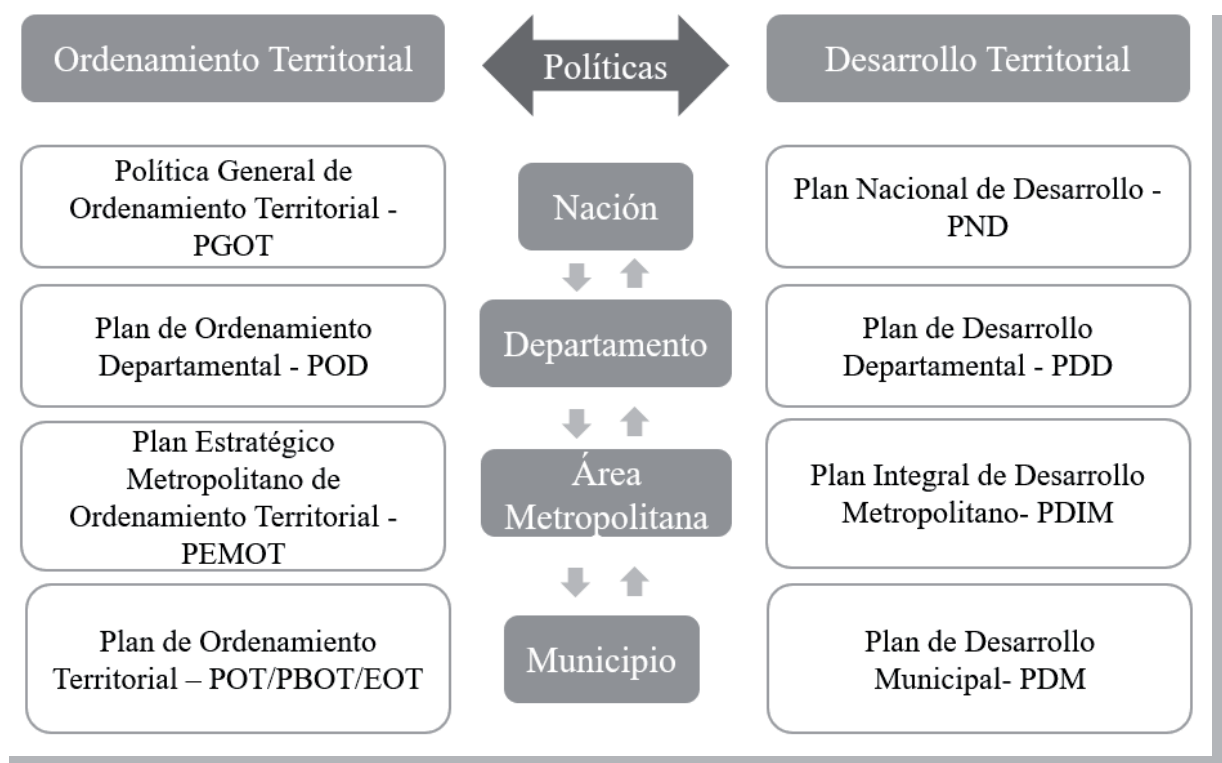 Ordenamiento Territorial
Políticas
Desarrollo Territorial
Política General de
Ordenamiento Territorial -
PGOT
Nación
Plan Nacional de Desarrollo -
PND
Plan de Ordenamiento
Departamental - POD
Departamento
Plan de Desarrollo
Departamental - PDD
Plan Estratégico
Metropolitano de
Ordenamiento Territorial -
PEMOT
Área
Metropolitana
Plan Integral de Desarrollo
Metropolitano- PDIM
Plan de Ordenamiento
Territorial – POT/PBOT/EOT
Municipio
Plan de Desarrollo
Municipal- PDM